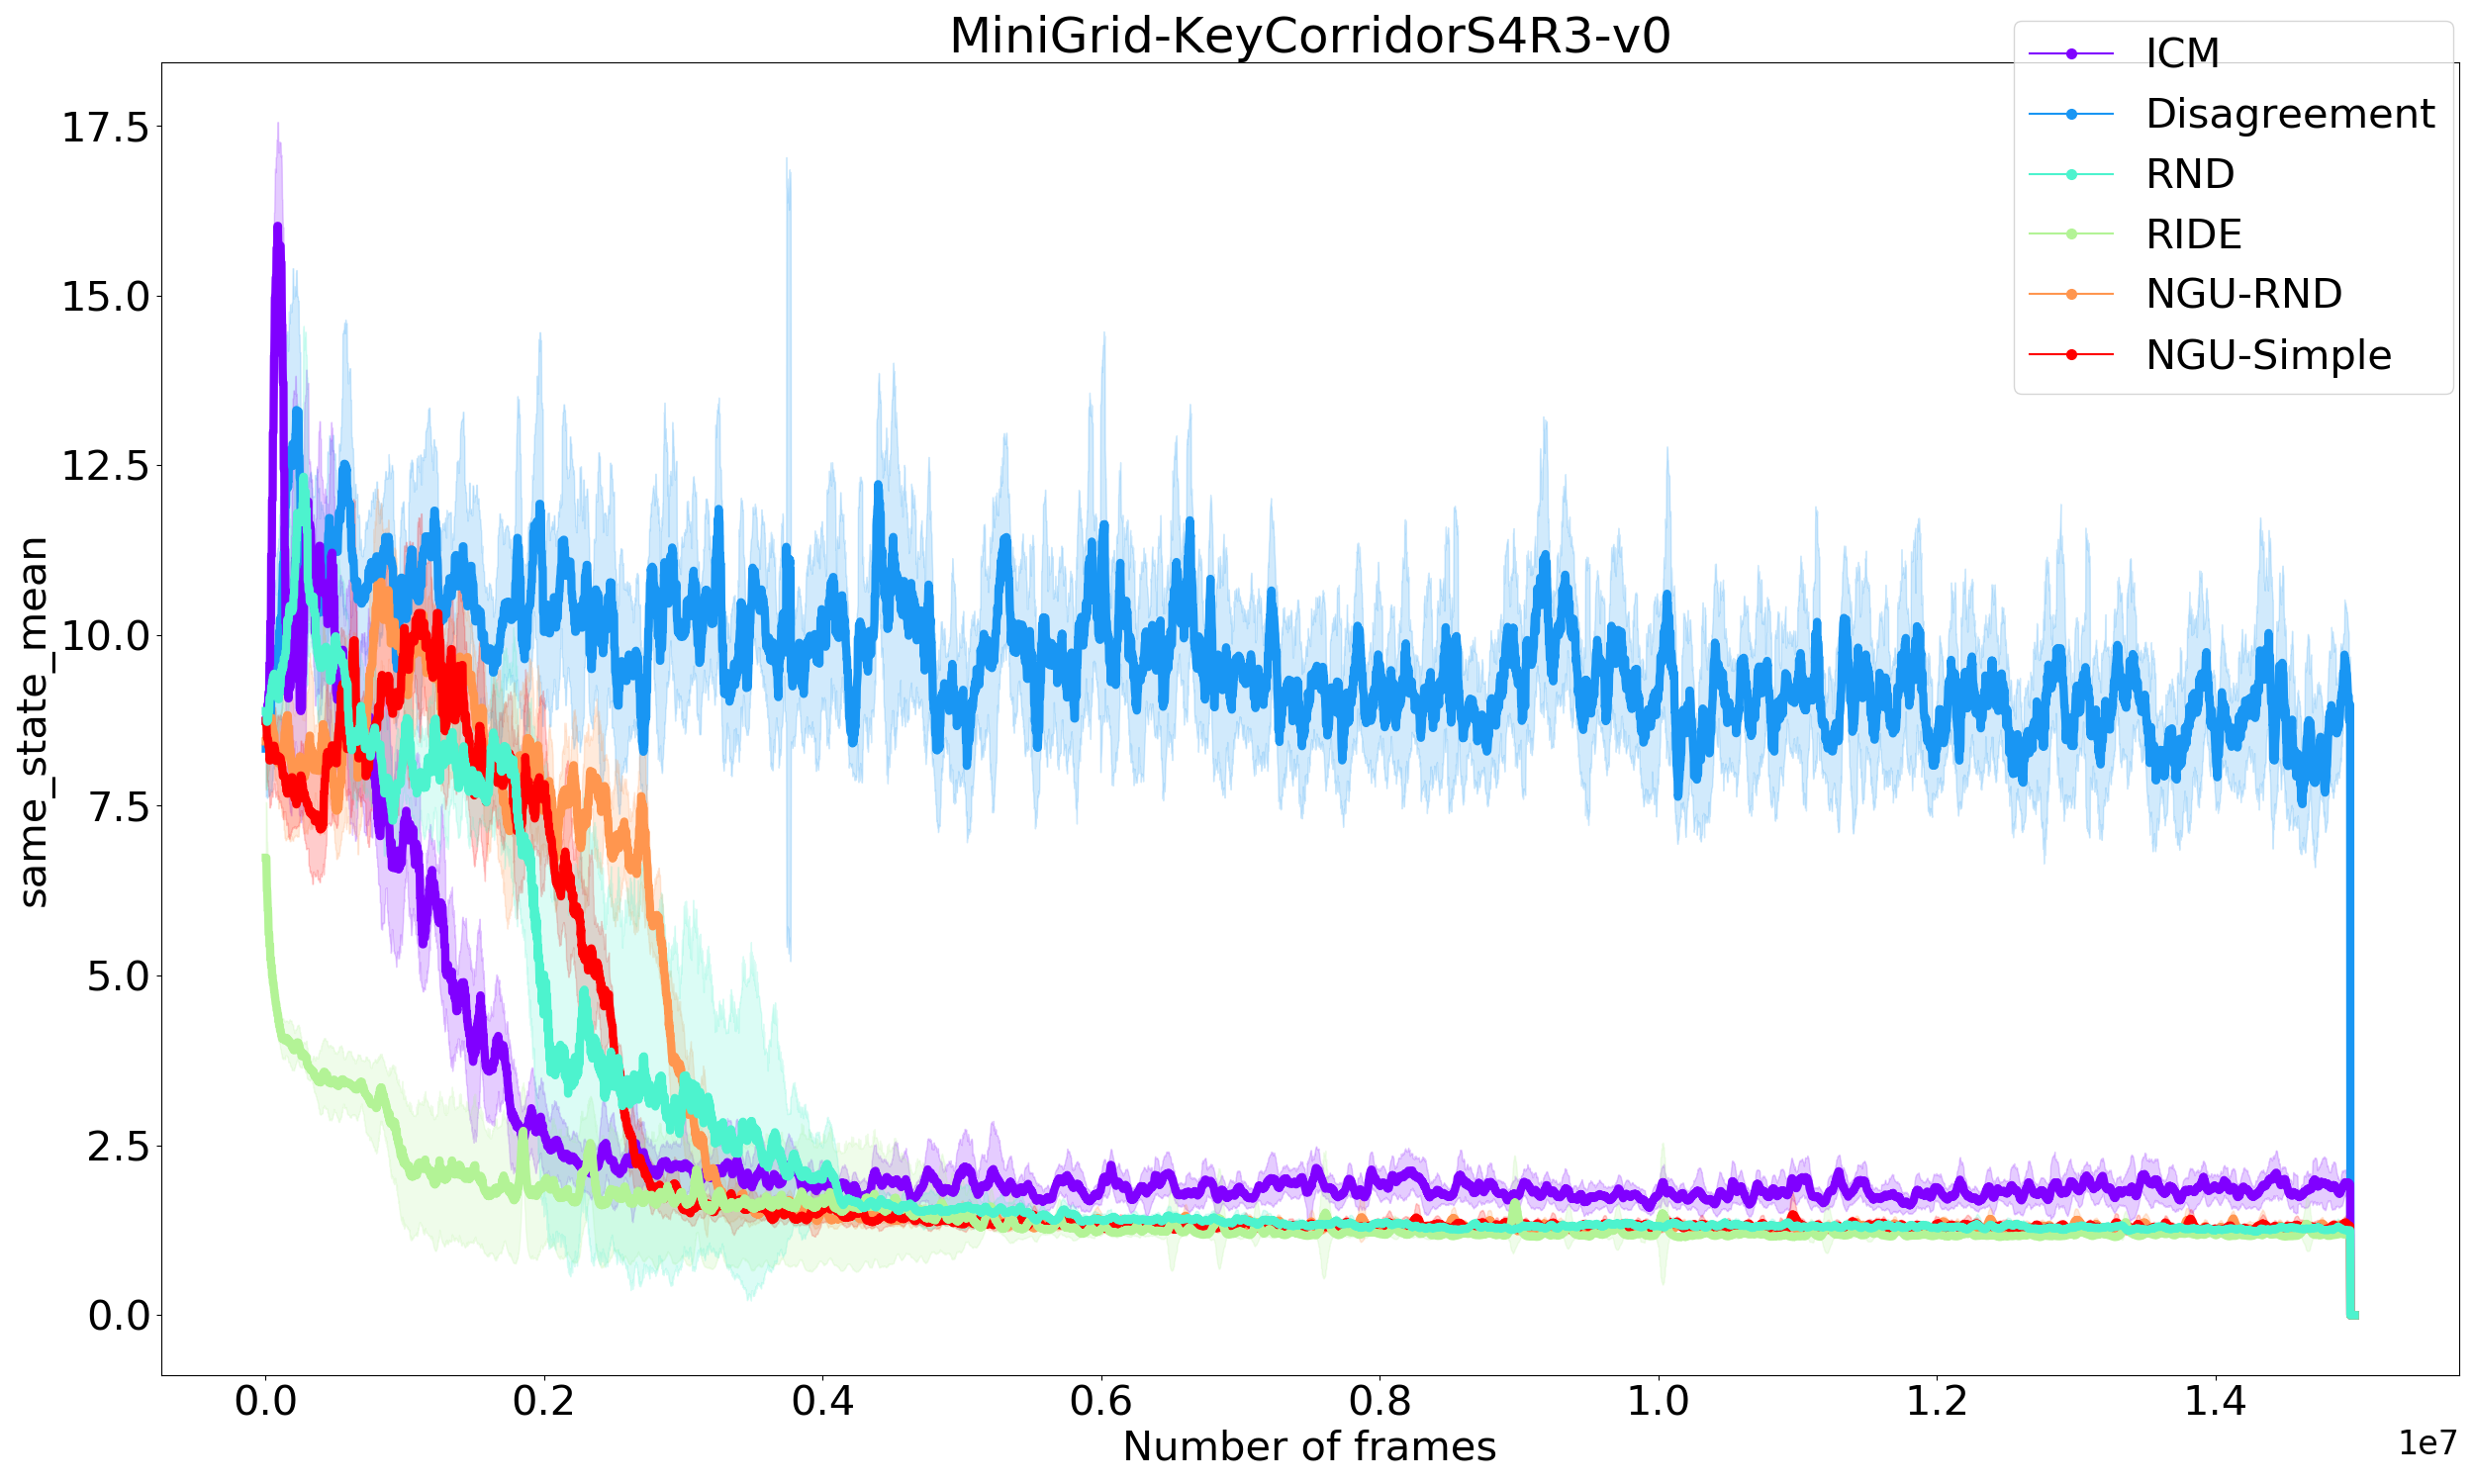 MiniGrid-KeyCorridorS4R3-v0
ICM
Disagreement
RND
RIDE
NGU-RND
NGU-Simple
same_state_mean
17.5
15.0
12.5
10.0
7.5
5.0
2.5
0.0
0.0 0.2 0.4 0.6 0.8 1.0 1.2 1.4
Number of frames
1e7